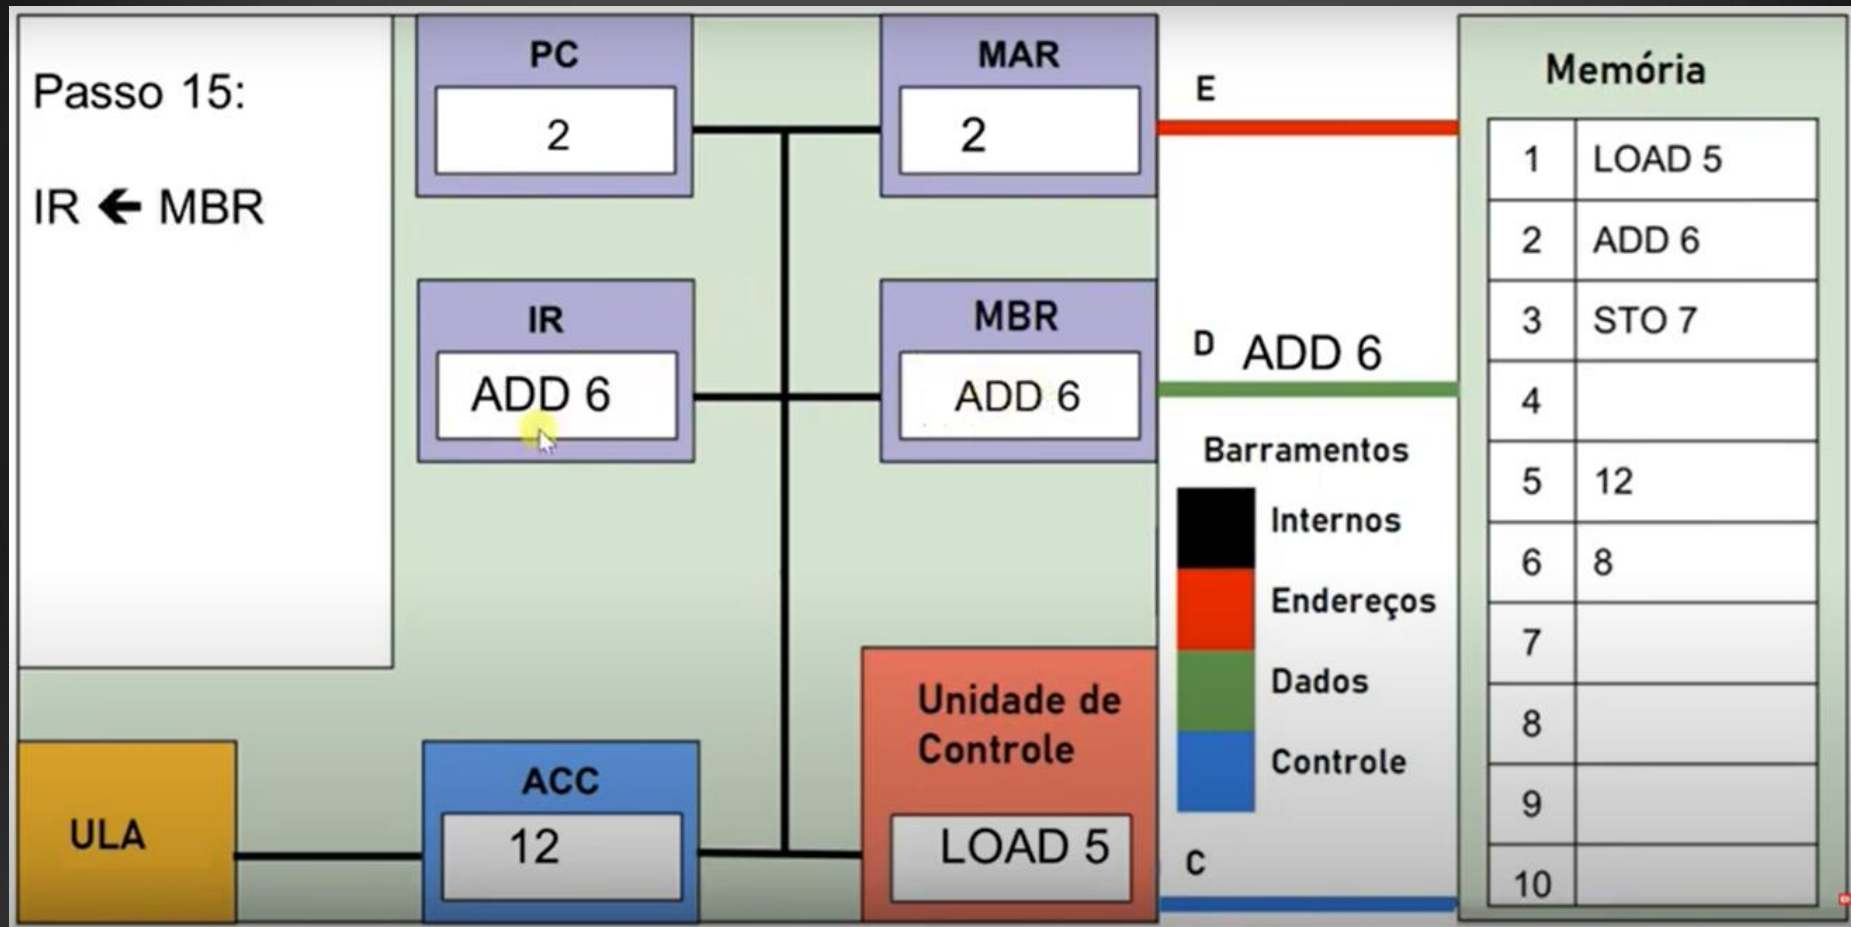 Passo 15:
IR 🡰 MBR
PC
2
MAR
2
IR
ADD 6
MBR
ADD 6
ULA
ACC
12
Unidade de
Controle
LOAD 5
E
D ADD 6
Barramentos
Internos
Endereços
Dados
Controle
C
Memória
1 LOAD 5
2 ADD 6
3 STO 7
4
5 12
6 8
7
8
9
10